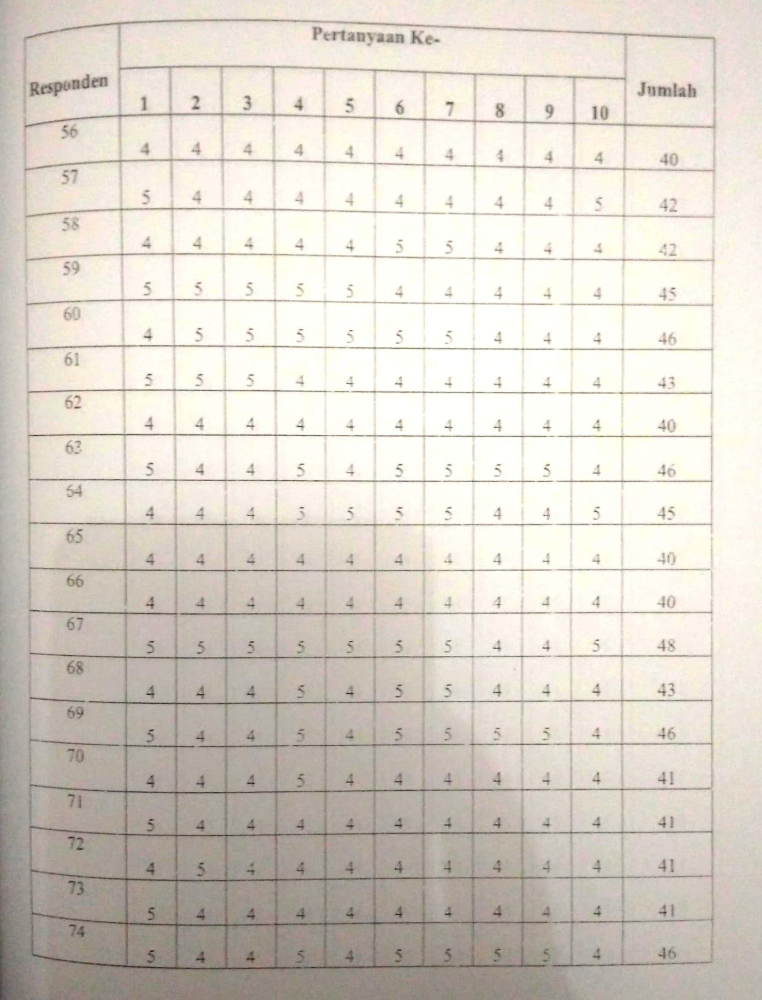 Responden Pertanyaan Ke- Jumlah
1 2 3 4 5 6 7 8 9 10
56 4 4 4 4 4 4 4 4 4 4 40
57 5 4 4 4 4 4 4 4 4 5 42
58 4 4 4 4 4 5 5 4 4 4 42
59 5 5 5 5 5 4 4 4 4 4 45
60 4 5 5 5 5 5 5 4 4 4 46
61 5 5 5 4 4 4 4 4 4 4 43
62 4 4 4 4 4 4 4 4 4 4 40
63 5 4 4 5 4 5 5 5 5 4 46
64 4 4 4 5 5 5 5 4 4 5 45
65 4 4 4 4 4 4 4 4 4 4 40
66 4 4 4 4 4 4 4 4 4 4 40
67 5 5 5 5 5 5 5 4 4 5 48
68 4 4 4 5 4 5 5 4 4 4 43
69 5 4 4 5 4 5 5 5 5 4 46
70 4 4 4 5 4 4 4 4 4 4 41
71 5 4 4 4 4 4 4 4 4 4 41
72 4 5 4 4 4 4 4 4 4 4 41
73 5 4 4 4 4 4 4 4 4 4 41
74 5 4 4 5 4 5 5 5 5 4 46